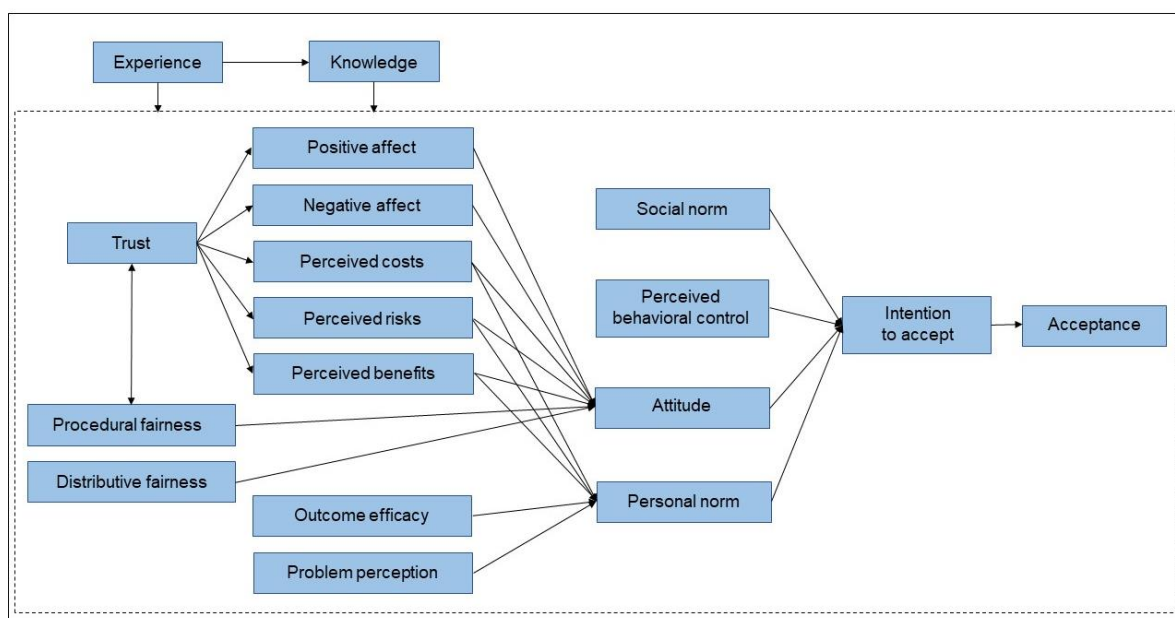 Experience
Knowledge
Positive affect
Negative affect
Social norm
Trust
Perceived costs
Perceived
behavioral control
Perceived risks
Intention
to accept
Acceptance
Perceived benefits
Attitude
Procedural fairness
Distributive fairness
Personal norm
Outcome efficacy
Problem perception